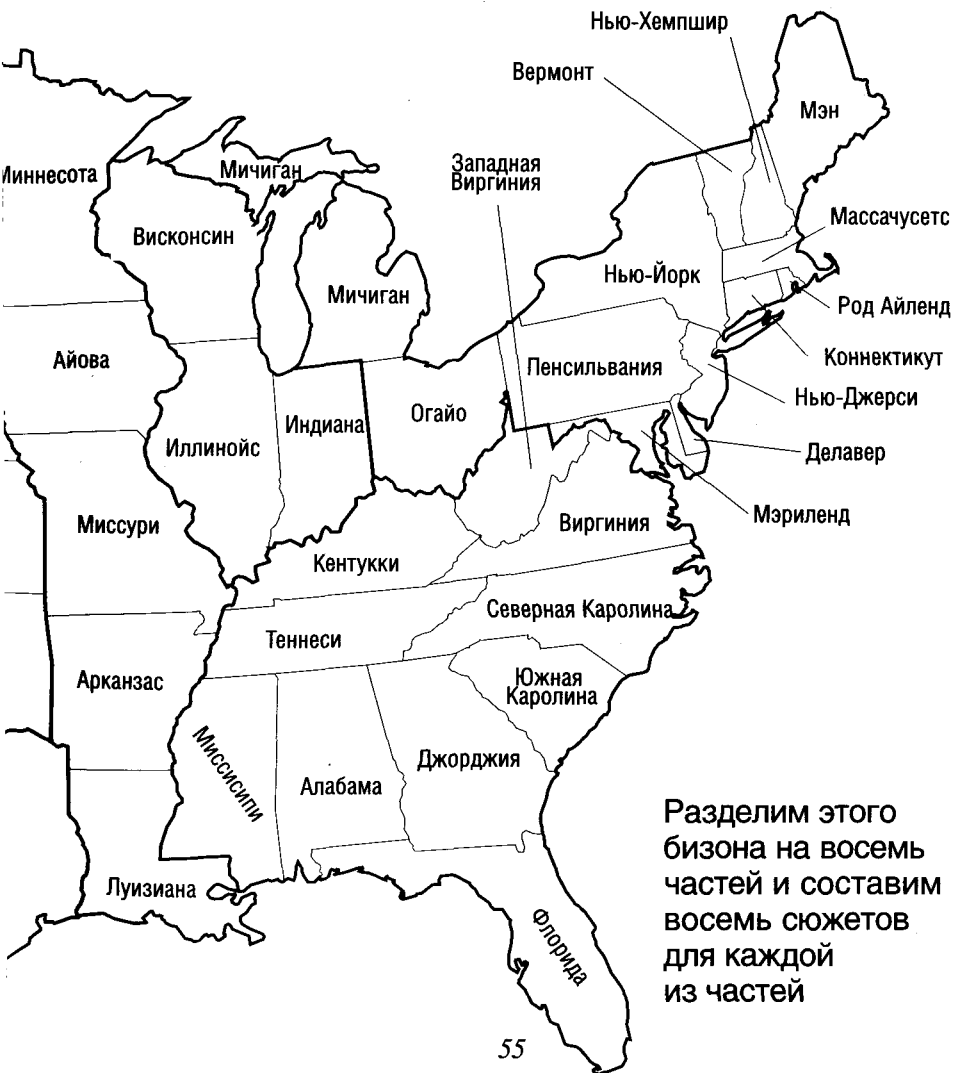 Нью-Хемпшир
Вермонт
Мэн
Западная
Виргиния
Миннесота
Мичиган
Массачусетс
Висконсин
Нью-Йорк
Мичиган
Род Айленд
Айова
Пенсильвания
Коннектикут
Нью-Джерси
Огайо
Индиана
Иллинойс
Делавер
Миссури
Виргиния
Мэриленд
Кентукки
Северная Каролина
Теннеси
Арканзас
Южная
Каролина
Миссисипи
Джорджия
Алабама
Луизиана
Флорида
Разделим этого
бизона на восемь
частей и составим
восемь сюжетов
для каждой
из частей
55